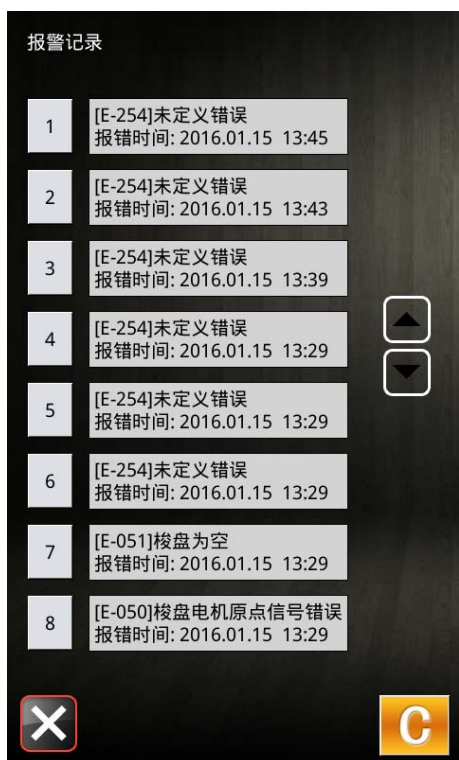 报警记录
1
[E-254]未定义错误
报错时间: 2016.01.15 13:45
2
[E-254]未定义错误
报错时间: 2016.01.15 13:43
3
[E-254]未定义错误
报错时间: 2016.01.15 13:39
4
[E-254]未定义错误
报错时间: 2016.01.15 13:29
5
[E-254]未定义错误
报错时间: 2016.01.15 13:29
6
[E-254]未定义错误
报错时间: 2016.01.15 13:29
7
[E-051]梭盘为空
报错时间: 2016.01.15 13:29
8
[E-050]梭盘电机原点信号错误
报错时间: 2016.01.15 13:29
C